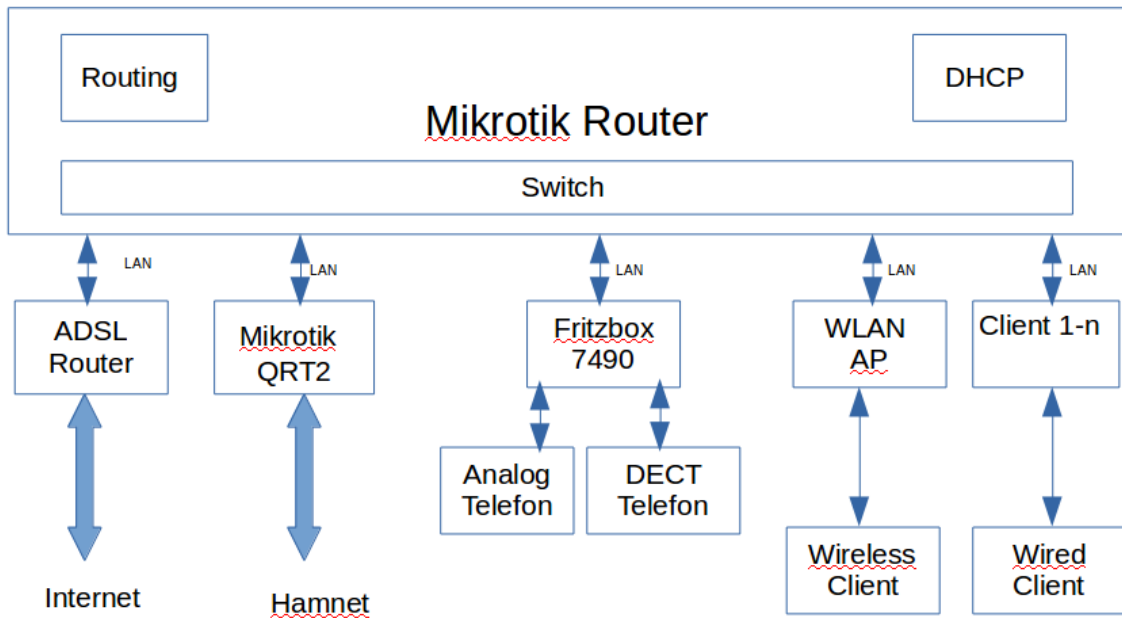 Routing
DHCP
Mikrotik Router
Switch
LAN
LAN
LAN
LAN
LAN
ADSL
Router
Mikrotik
QRT2
Fritzbox
7490
WLAN
AP
Client 1-n
Analog
Telefon
DECT
Telefon
Wireless
Client
Wired
Client
Internet
Hamnet